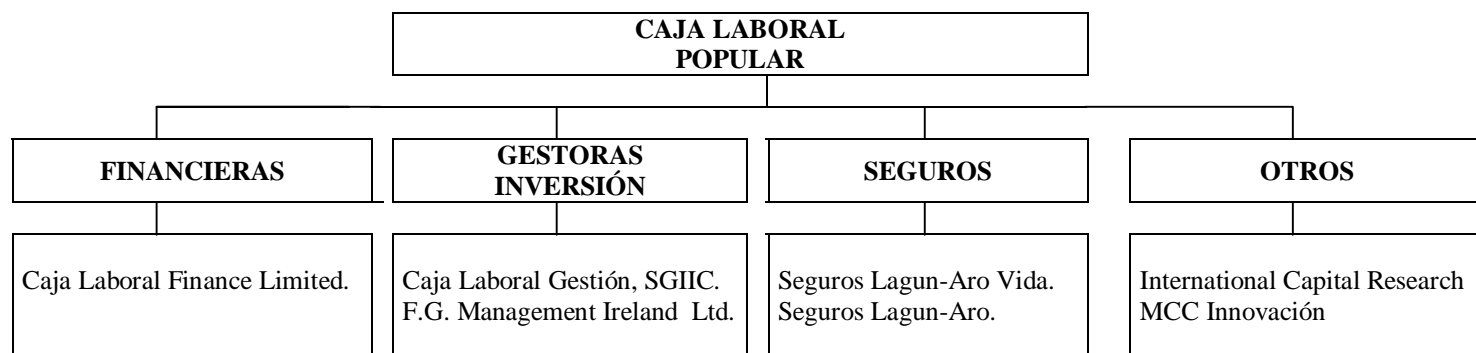 CAJA LABORAL
POPULAR
FINANCIERAS
GESTORAS
INVERSIÓN
SEGUROS
OTROS
Caja Laboral Finance Limited.
Caja Laboral Gestión, SGIIC.
F.G. Management Ireland Ltd.
Seguros Lagun-Aro Vida.
Seguros Lagun-Aro.
International Capital Research
MCC Innovación